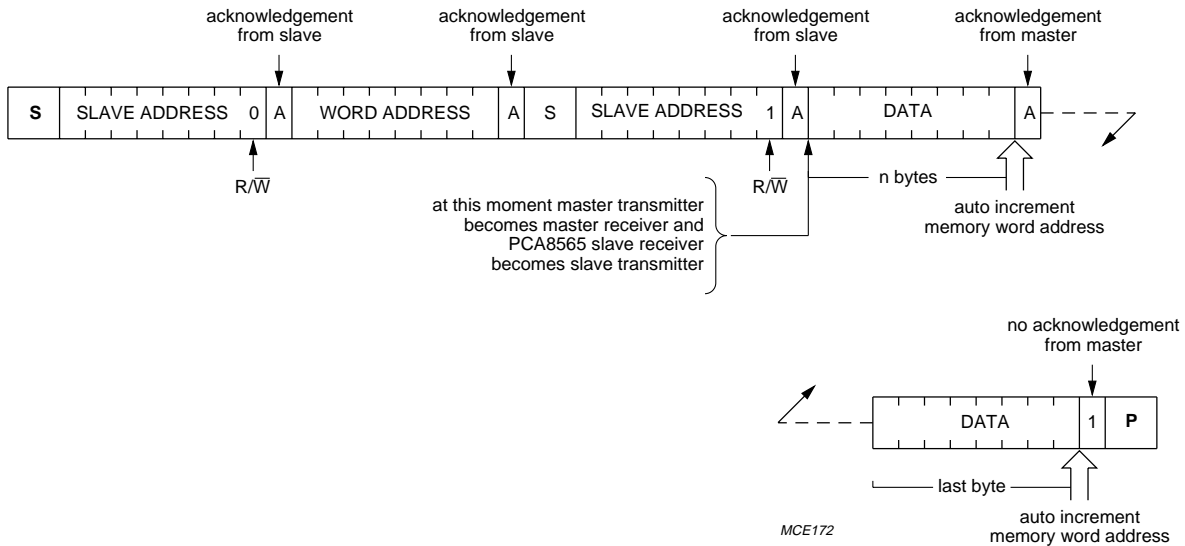 acknowledgement
from slave
acknowledgement
from slave
acknowledgement
from slave
acknowledgement
from master
S SLAVE ADDRESS 0 A WORD ADDRESS A S SLAVE ADDRESS 1 A DATA A
R/W̅
R/W̅
n bytes
at this moment master transmitter
becomes master receiver and
PCA8565 slave receiver
becomes slave transmitter
auto increment
memory word address
no acknowledgement
from master
DATA 1 P
last byte
auto increment
memory word address
MCE172